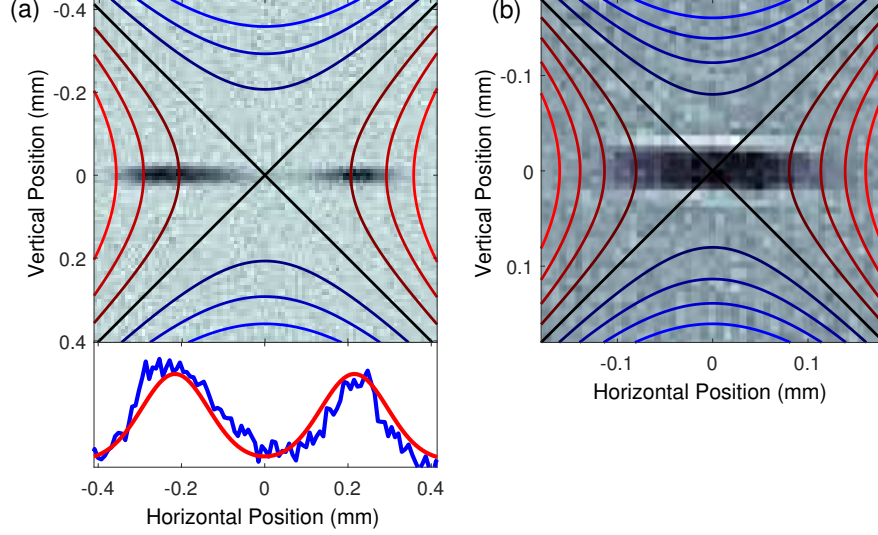 (a)
-0.4
-0.2
0
0.2
0.4
Vertical Position (mm)
-0.4
-0.2
0
0.2
0.4
Horizontal Position (mm)
(b)
-0.1
0
0.1
Vertical Position (mm)
-0.1
0
0.1
Horizontal Position (mm)